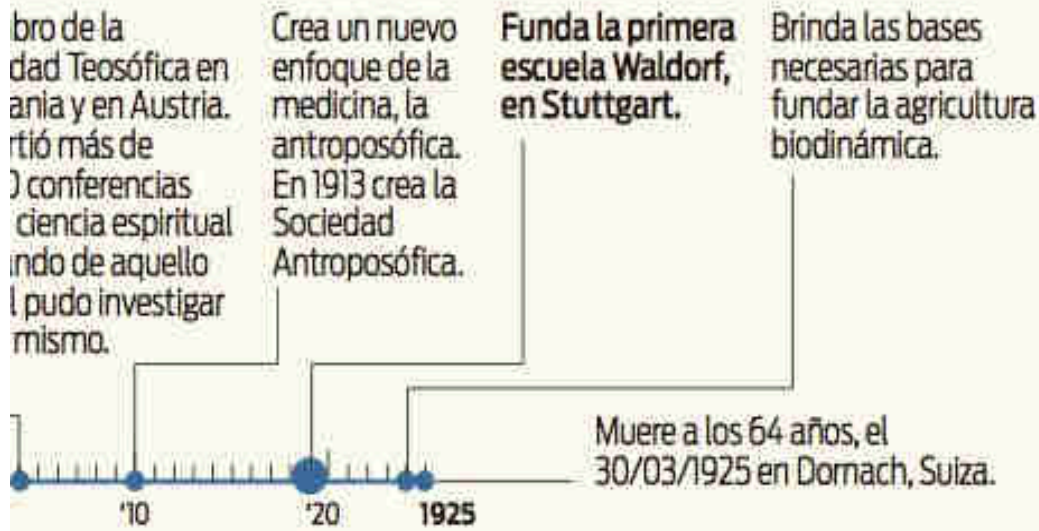 bro de la
dad Teosófica en
ania y en Austria.
rtió más de
0 conferencias
ciencia espiritual
ndo de aquello
l pudo investigar
mismo.
Crea un nuevo
enfoque de la
medicina, la
antroposófica.
En 1913 crea la
Sociedad
Antroposófica.
Funda la primera
escuela Waldorf,
en Stuttgart.
Brinda las bases
necesarias para
fundar la agricultura
biodinámica.
Muere a los 64 años, el
30/03/1925 en Dornach, Suiza.
'10
'20
1925